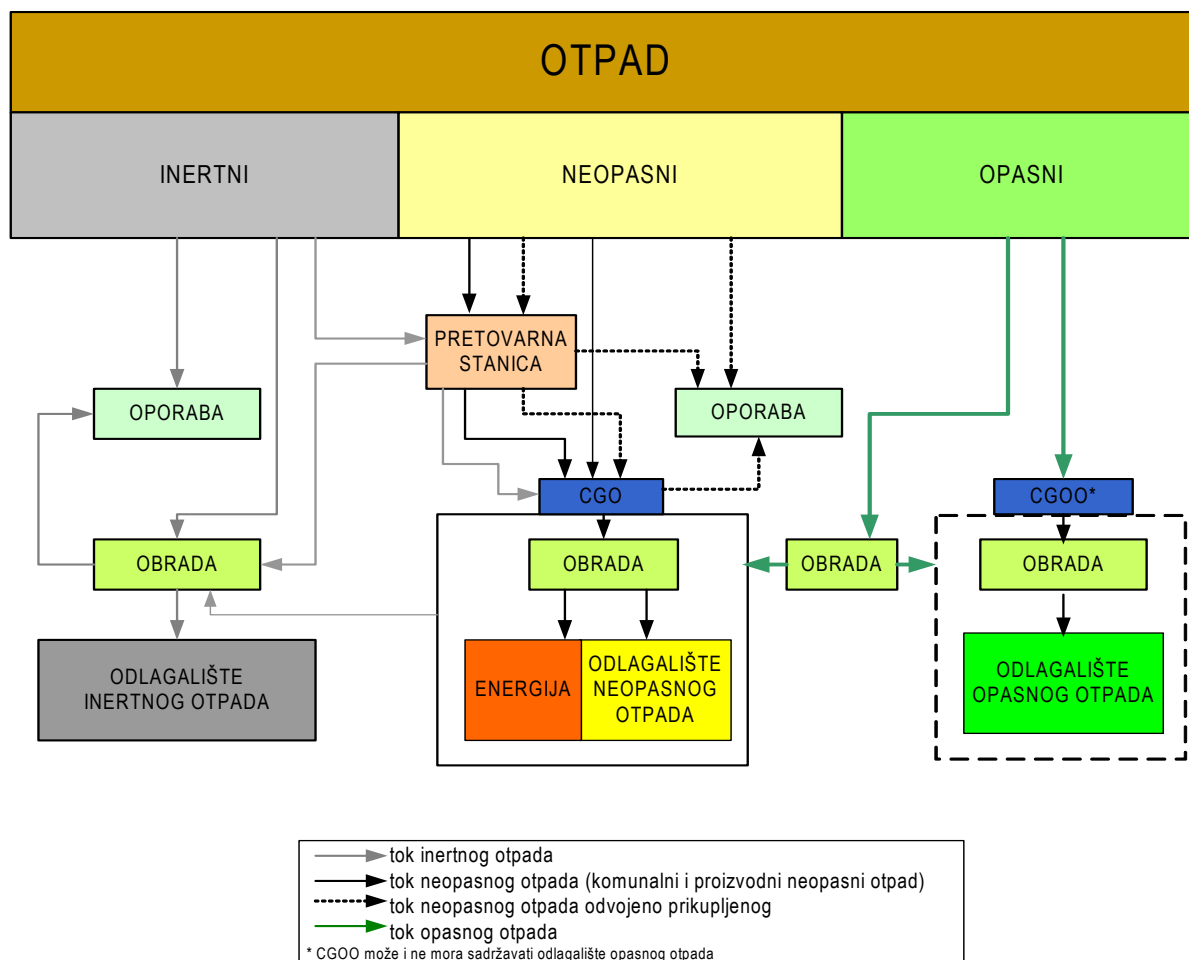 OTPAD
INERTNI
NEOPASNI
OPASNI
PRETOVARNA
STANICA
OPORABA
OPORABA
CGO
CGOO*
OBRADA
OBRADA
OBRADA
OBRADA
ODLAGALIŠTE
INERTNOG OTPADA
ENERGIJA
ODLAGALIŠTE
NEOPASNOG
OTPADA
ODLAGALIŠTE
OPASNOG OTPADA
tok inertnog otpada
tok neopasnog otpada (komunalni i proizvodni neopasni otpad)
tok neopasnog otpada odvojeno prikupljenog
tok opasnog otpada
* CGOO može i ne mora sadržavati odlagalište opasnog otpada